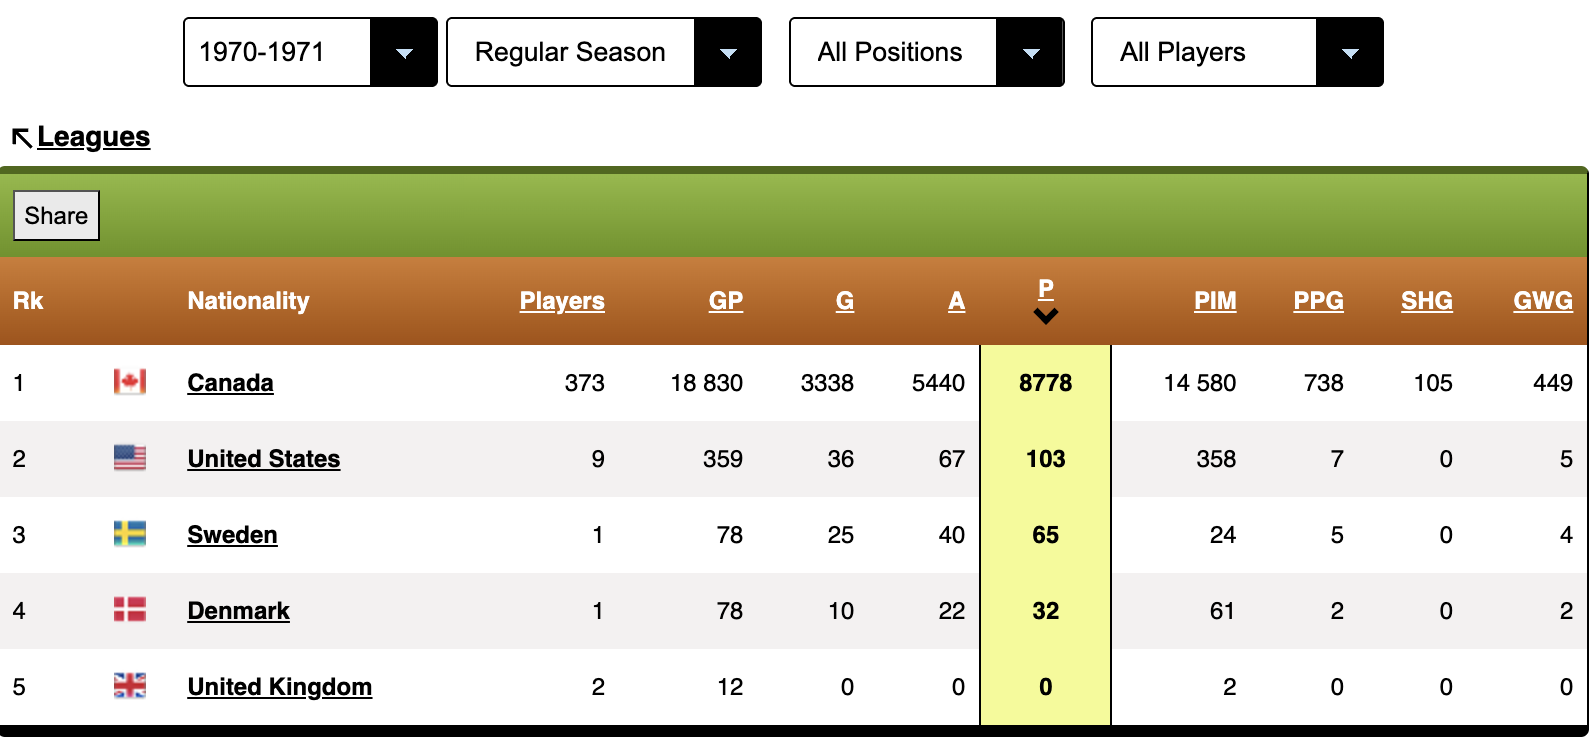 1970-1971 Regular Season All Positions All Players
Leagues
Share
Rk Nationality Players GP G A P PIM PPG SHG GWG
1 Canada 373 18 830 3338 5440 8778 14 580 738 105 449
2 United States 9 359 36 67 103 358 7 0 5
3 Sweden 1 78 25 40 65 24 5 0 4
4 Denmark 1 78 10 22 32 61 2 0 2
5 United Kingdom 2 12 0 0 0 2 0 0 0